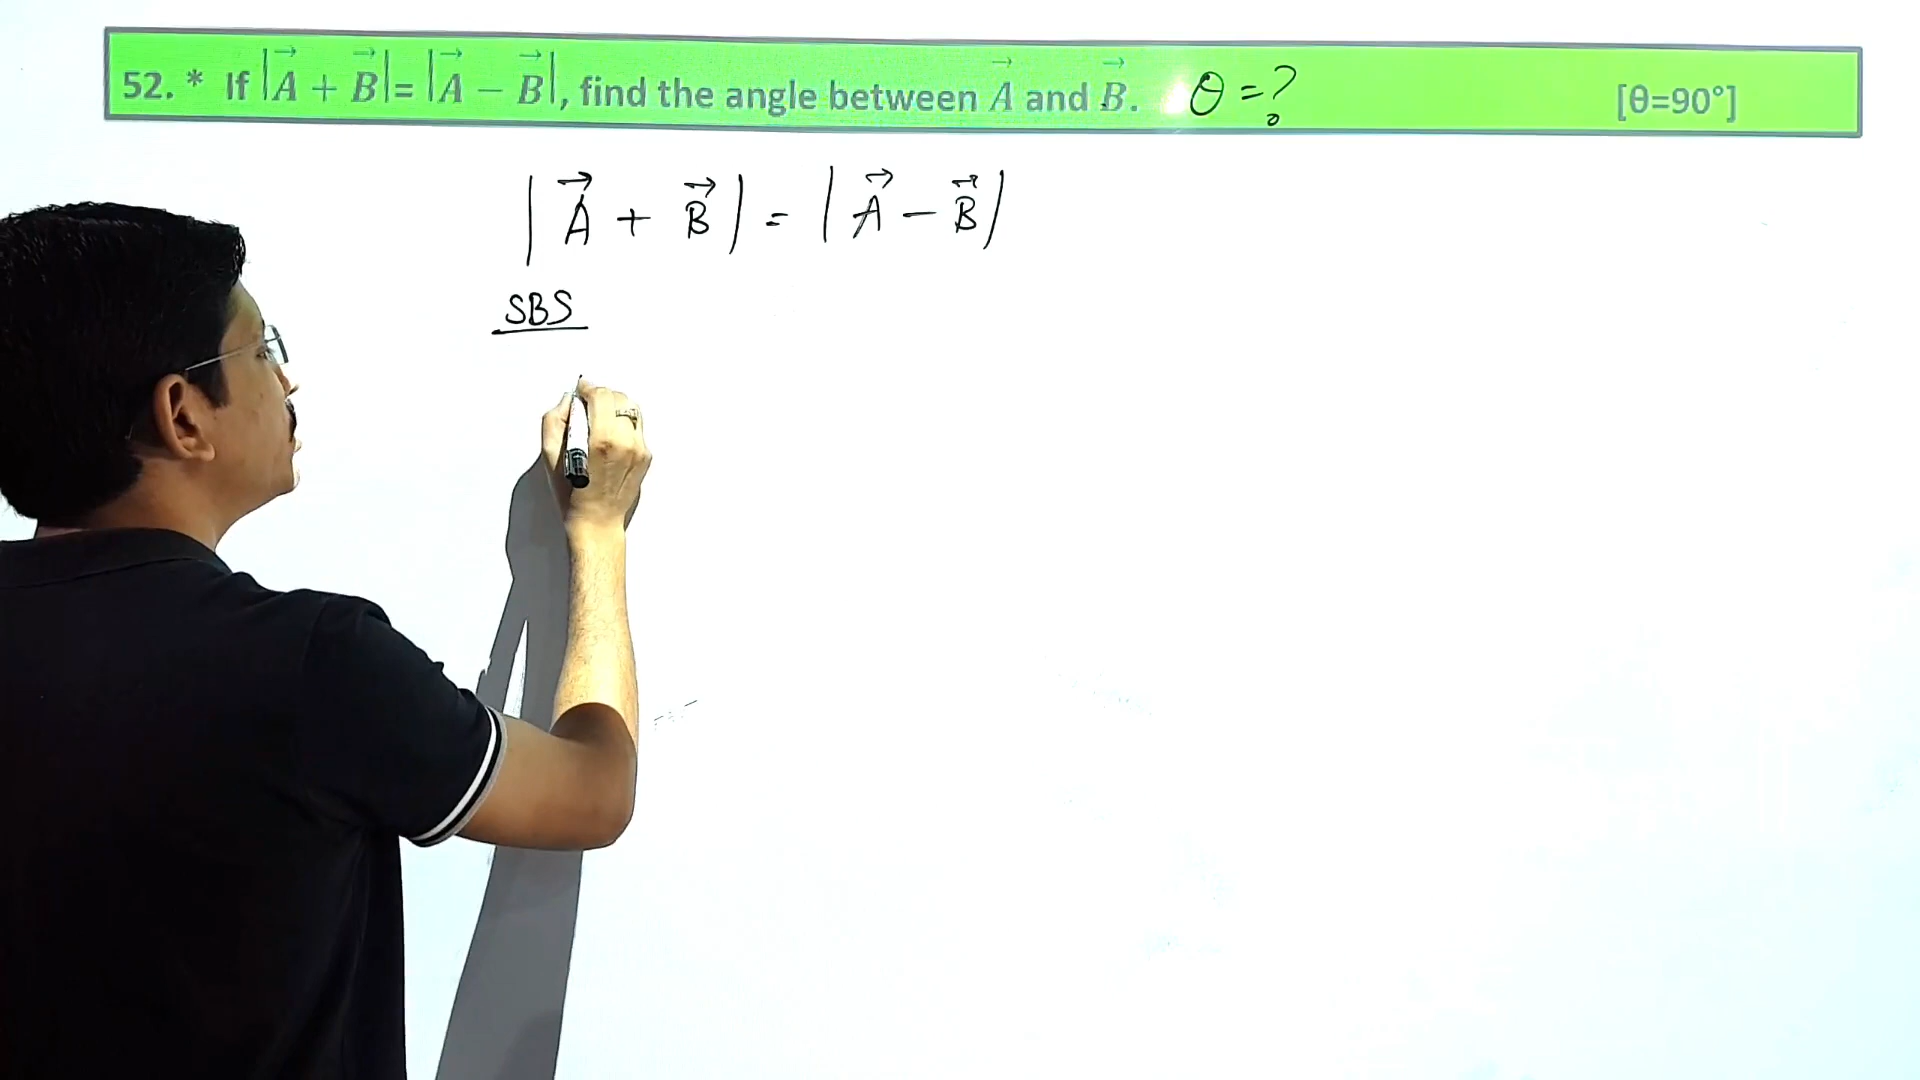 52. * If |A⃗ + B⃗|= |A⃗ − B⃗|, find the angle between A⃗ and B⃗. θ = ? [θ=90°]
|A⃗ + B⃗| = |A⃗ − B⃗|
SBS